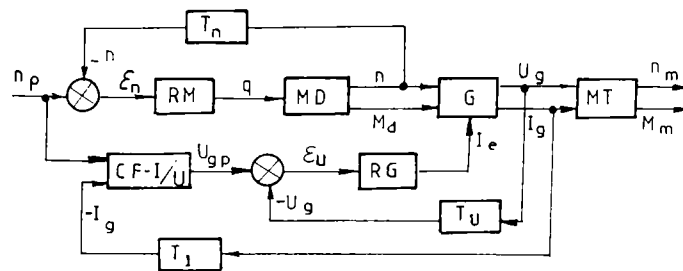 T_n
-n
n_p
ε_n
RM
q
MD
n
M_d
G
U_g
I_g
MT
n_m
M_m
CF-I/U
U_gp
ε_u
RG
I_e
-U_g
T_U
-I_g
T_1